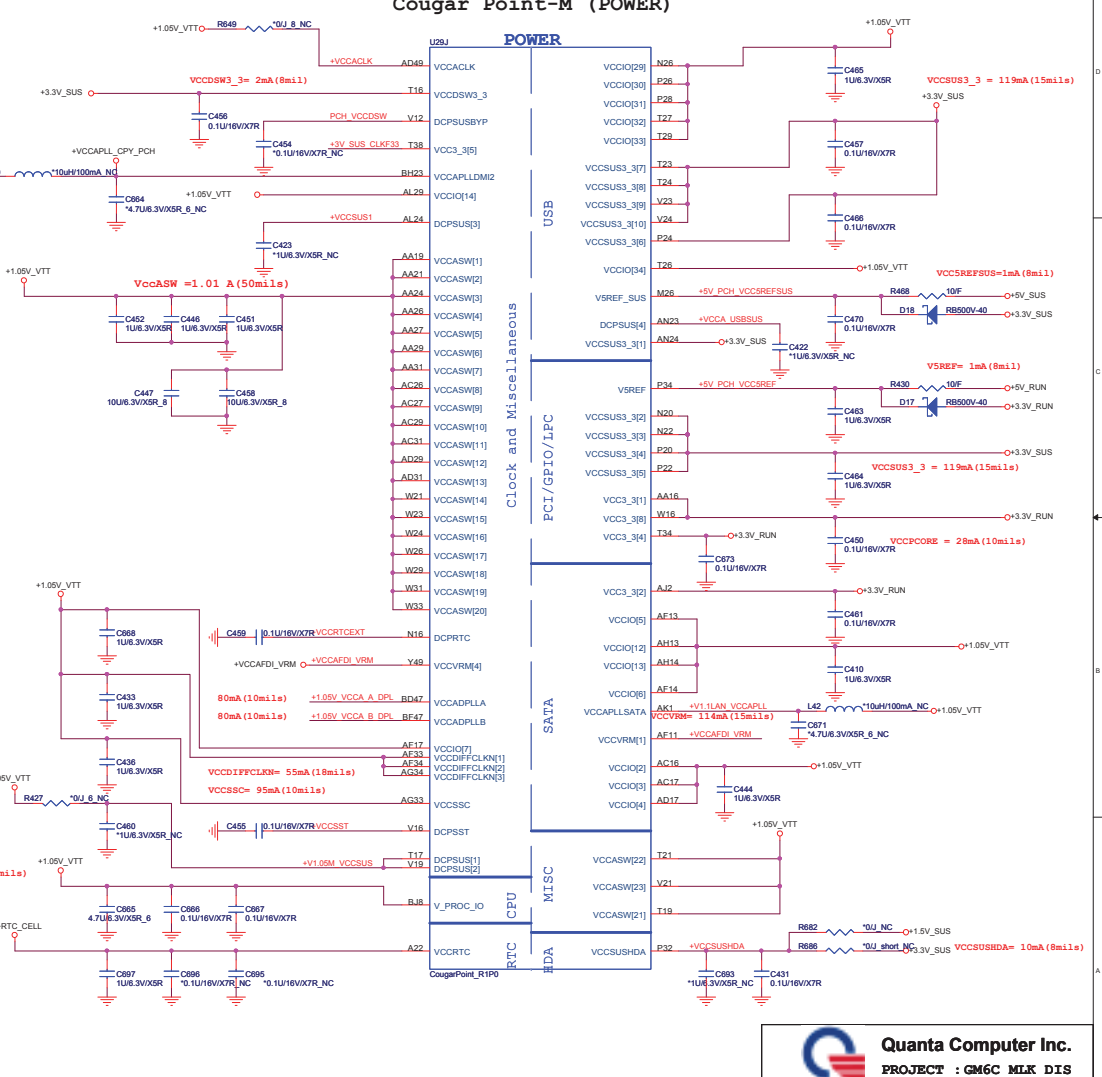 Cougar Point-M (POWER)
U29J
POWER
+1.05V_VTT
R649
*0/J_8_NC
+VCCACLK
AD49
VCCACLK
VCCDSW3_3= 2mA(8mil)
+3.3V_SUS
T16
VCCDSW3_3
C456
0.1U/16V/X7R
PCH_VCCDSW
V12
DCPSUSBYP
C454
*0.1U/16V/X7R_NC
+3V_SUS_CLKF33
T38
VCC3_3[5]
+VCCAPLL_CPY_PCH
*10uH/100mA_NC
BH23
VCCAPLLDMI2
C664
*4.7U/6.3V/X5R_6_NC
+1.05V_VTT
AL29
VCCIO[14]
+VCCSUS1
AL24
DCPSUS[3]
C423
*1U/6.3V/X5R_NC
+1.05V_VTT
VccASW =1.01 A(50mils)
C452
1U/6.3V/X5R
C446
1U/6.3V/X5R
C451
1U/6.3V/X5R
C447
10U/6.3V/X5R_8
C458
10U/6.3V/X5R_8
AA19
VCCASW[1]
AA21
VCCASW[2]
AA24
VCCASW[3]
AA26
VCCASW[4]
AA27
VCCASW[5]
AA29
VCCASW[6]
AA31
VCCASW[7]
AC26
VCCASW[8]
AC27
VCCASW[9]
AC29
VCCASW[10]
AC31
VCCASW[11]
AD29
VCCASW[12]
AD31
VCCASW[13]
W21
VCCASW[14]
W23
VCCASW[15]
W24
VCCASW[16]
W26
VCCASW[17]
W29
VCCASW[18]
W31
VCCASW[19]
W33
VCCASW[20]
+1.05V_VTT
C668
1U/6.3V/X5R
C433
1U/6.3V/X5R
C436
1U/6.3V/X5R
C459
0.1U/16V/X7R
+VCCRTCEXT
N16
DCPRTC
+VCCAFDI_VRM
+VCCAFDI_VRM
Y49
VCCVRM[4]
80mA(10mils)
+1.05V_VCCA_A_DPL
BD47
VCCADPLLA
80mA(10mils)
+1.05V_VCCA_B_DPL
BF47
VCCADPLLB
AF17
VCCIO[7]
AF33
VCCDIFFCLKN[1]
AF34
VCCDIFFCLKN[2]
AG34
VCCDIFFCLKN[3]
VCCDIFFCLKN= 55mA(18mils)
VCCSSC= 95mA(10mils)
AG33
VCCSSC
5V_VTT
R427
*0/J_6_NC
C460
*1U/6.3V/X5R_NC
C455
0.1U/16V/X7R
+VCCSST
V16
DCPSST
+V1.05M_VCCSUS
T17
DCPSUS[1]
V19
DCPSUS[2]
mils)
+1.05V_VTT
BJ8
V_PROC_IO
C665
4.7U/6.3V/X5R_6
C666
0.1U/16V/X7R
C667
0.1U/16V/X7R
RTC_CELL
A22
VCCRTC
C697
1U/6.3V/X5R
C696
*0.1U/16V/X7R_NC
C695
*0.1U/16V/X7R_NC
CougarPoint_R1P0
Clock and Miscellaneous
USB
PCI/GPIO/LPC
SATA
MISC
CPU
RTC
HDA
+1.05V_VTT
VCCIO[29]
N26
VCCIO[30]
P26
VCCIO[31]
P28
VCCIO[32]
T27
VCCIO[33]
T29
C465
1U/6.3V/X5R
VCCSUS3_3 = 119mA(15mils)
+3.3V_SUS
C457
0.1U/16V/X7R
VCCSUS3_3[7]
T23
VCCSUS3_3[8]
T24
VCCSUS3_3[9]
V23
VCCSUS3_3[10]
V24
VCCSUS3_3[6]
P24
C466
0.1U/16V/X7R
VCCIO[34]
T26
+1.05V_VTT
VCC5REFSUS=1mA(8mil)
V5REF_SUS
M26
+5V_PCH_VCC5REFSUS
R468
10/F
+5V_SUS
D18
RB500V-40
+3.3V_SUS
C470
0.1U/16V/X7R
DCPSUS[4]
AN23
+VCCA_USBSUS
VCCSUS3_3[1]
AN24
+3.3V_SUS
C422
*1U/6.3V/X5R_NC
V5REF= 1mA(8mil)
V5REF
P34
+5V_PCH_VCC5REF
R430
10/F
+5V_RUN
D17
RB500V-40
+3.3V_RUN
C463
1U/6.3V/X5R
VCCSUS3_3[2]
N20
VCCSUS3_3[3]
N22
VCCSUS3_3[4]
P20
+3.3V_SUS
VCCSUS3_3[5]
P22
VCCSUS3_3 = 119mA(15mils)
C464
1U/6.3V/X5R
VCC3_3[1]
AA16
VCC3_3[8]
W16
+3.3V_RUN
VCC3_3[4]
T34
+3.3V_RUN
C450
0.1U/16V/X7R
VCCPCORE = 28mA(10mils)
C673
0.1U/16V/X7R
VCC3_3[2]
AJ2
+3.3V_RUN
VCCIO[5]
AF13
C461
0.1U/16V/X7R
VCCIO[12]
AH13
+1.05V_VTT
VCCIO[13]
AH14
C410
1U/6.3V/X5R
VCCIO[6]
AF14
VCCAPLLSATA
AK1
+V1.1LAN_VCCAPLL
L42
*10uH/100mA_NC
+1.05V_VTT
VCCVRM= 114mA(15mils)
C671
*4.7U/6.3V/X5R_6_NC
VCCVRM[1]
AF11
+VCCAFDI_VRM
VCCIO[2]
AC16
+1.05V_VTT
VCCIO[3]
AC17
C444
1U/6.3V/X5R
VCCIO[4]
AD17
+1.05V_VTT
VCCASW[22]
T21
VCCASW[23]
V21
VCCASW[21]
T19
VCCSUSHDA
P32
+VCCSUSHDA
R682
*0/J_NC
+1.5V_SUS
R686
*0/J_short_NC
+3.3V_SUS
VCCSUSHDA= 10mA(8mils)
C693
*1U/6.3V/X5R_NC
C431
0.1U/16V/X7R
D
C
B
A
Quanta Computer Inc.
PROJECT : GM6C MLK DIS